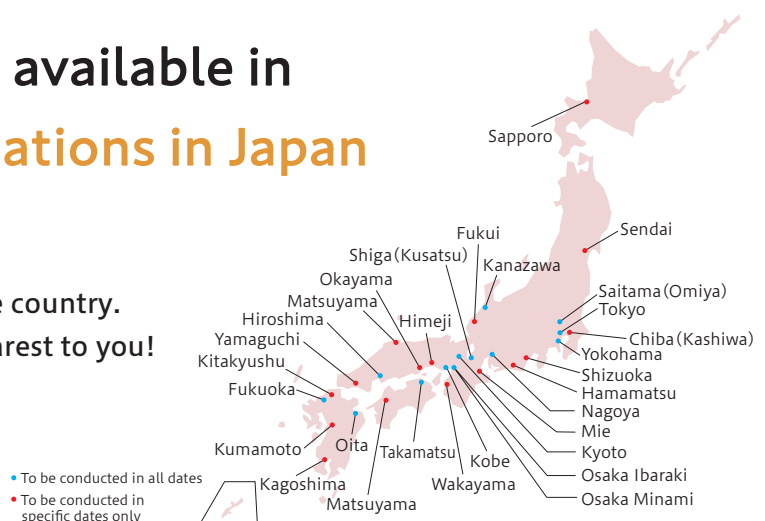 available in
ations in Japan
e country.
arest to you!
Sapporo
Sendai
Fukui
Shiga(Kusatsu)
Kanazawa
Okayama
Matsuyama
Hiroshima
Himeji
Yamaguchi
Kitakyushu
Fukuoka
Saitama(Omiya)
Tokyo
Chiba(Kashiwa)
Yokohama
Shizuoka
Hamamatsu
Nagoya
Mie
Kyoto
Osaka Ibaraki
Osaka Minami
Kumamoto
Oita
Takamatsu
Kobe
Wakayama
Kagoshima
Matsuyama
• To be conducted in all dates
• To be conducted in
specific dates only